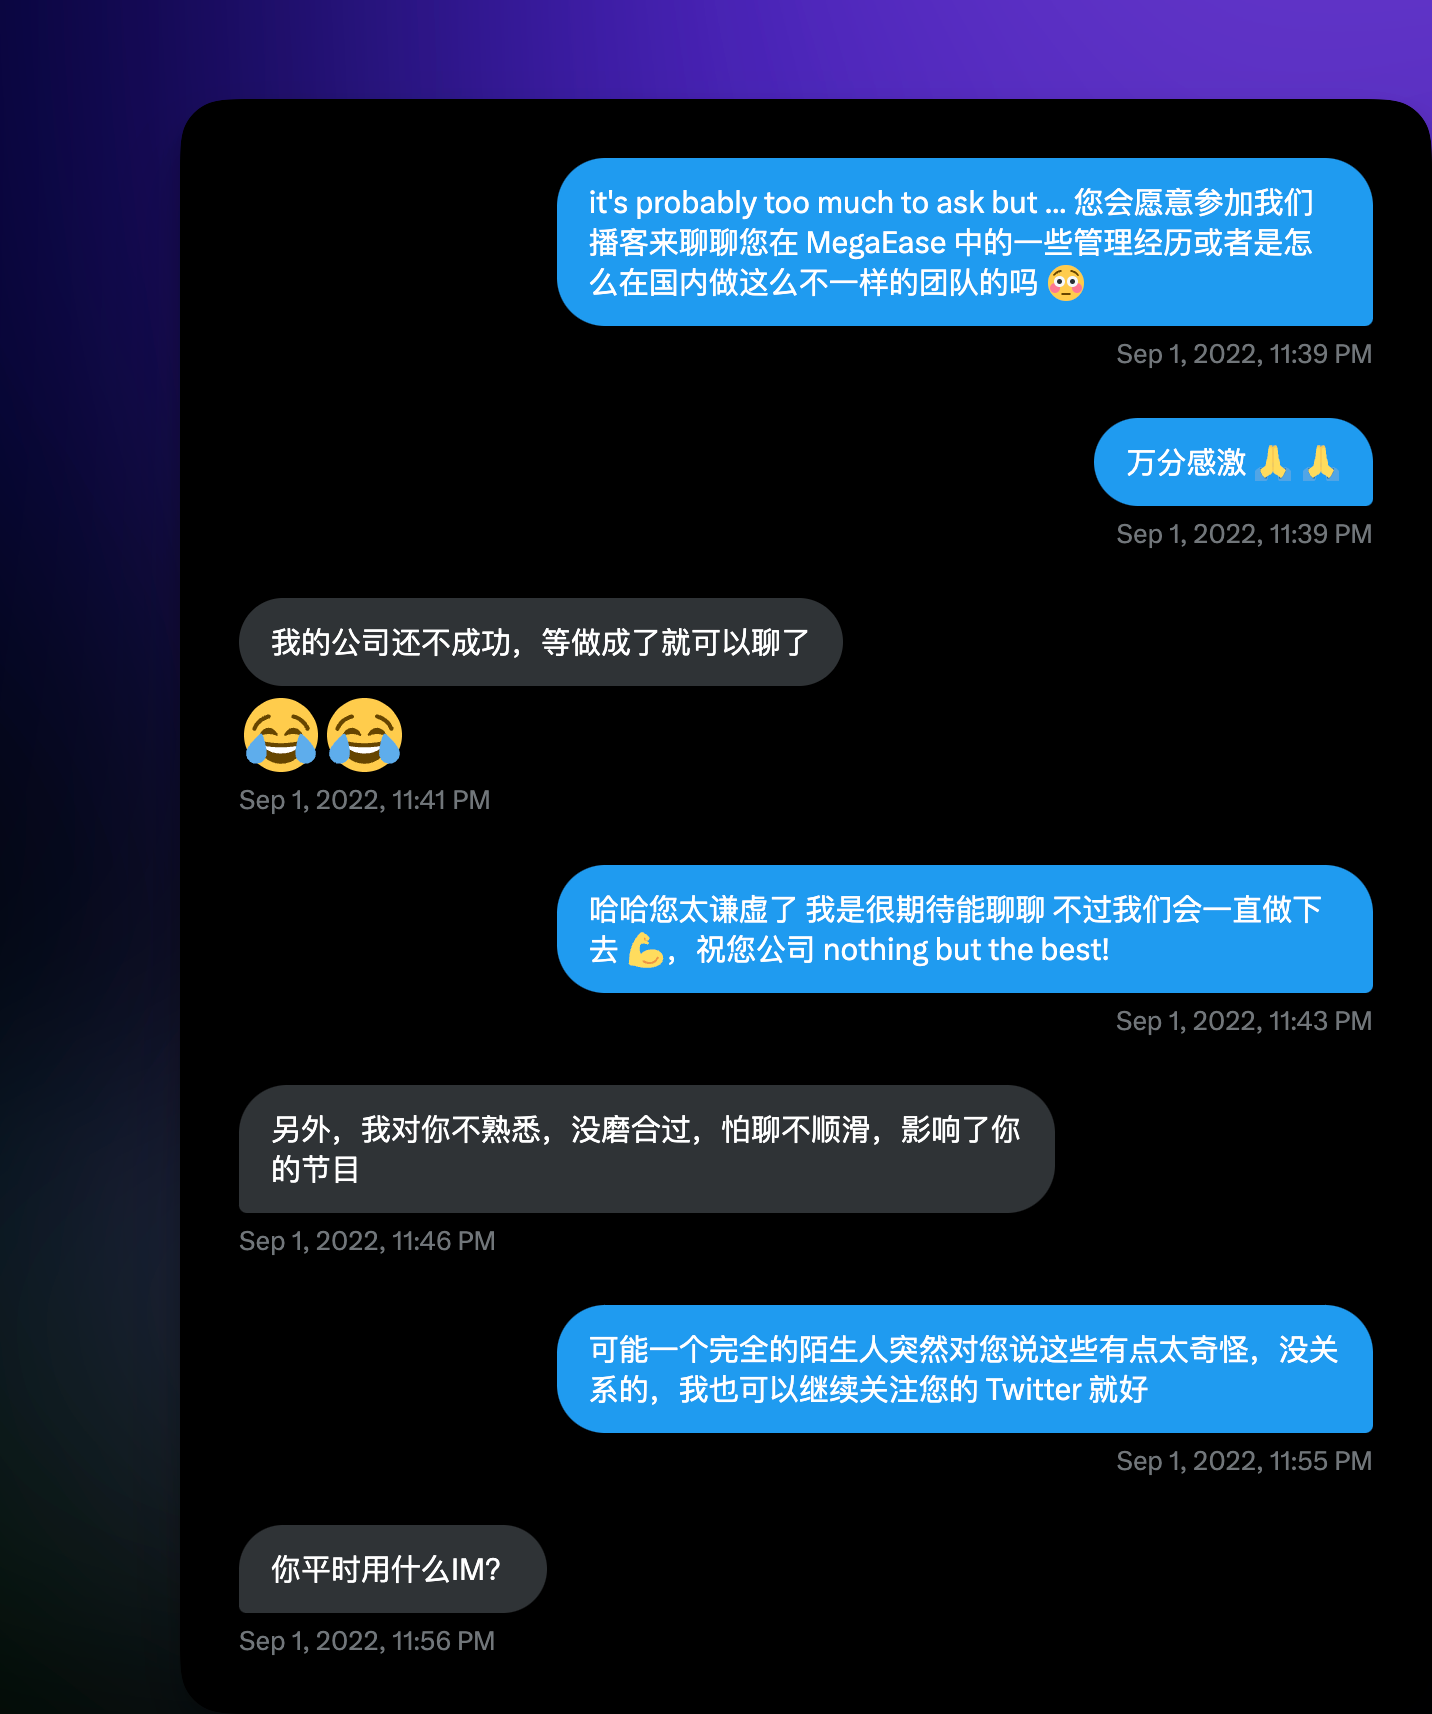 it's probably too much to ask but ... 您会愿意参加我们
播客来聊聊您在 MegaEase 中的一些管理经历或者是怎
么在国内做这么不一样的团队的吗 😳
Sep 1, 2022, 11:39 PM
万分感激 🙏 🙏
Sep 1, 2022, 11:39 PM
我的公司还不成功，等做成了就可以聊了
😂😂
Sep 1, 2022, 11:41 PM
哈哈您太谦虚了 我是很期待能聊聊 不过我们会一直做下
去 💪，祝您公司 nothing but the best!
Sep 1, 2022, 11:43 PM
另外，我对你不熟悉，没磨合过，怕聊不顺滑，影响了你
的节目
Sep 1, 2022, 11:46 PM
可能一个完全的陌生人突然对您说这些有点太奇怪，没关
系的，我也可以继续关注您的 Twitter 就好
Sep 1, 2022, 11:55 PM
你平时用什么IM?
Sep 1, 2022, 11:56 PM